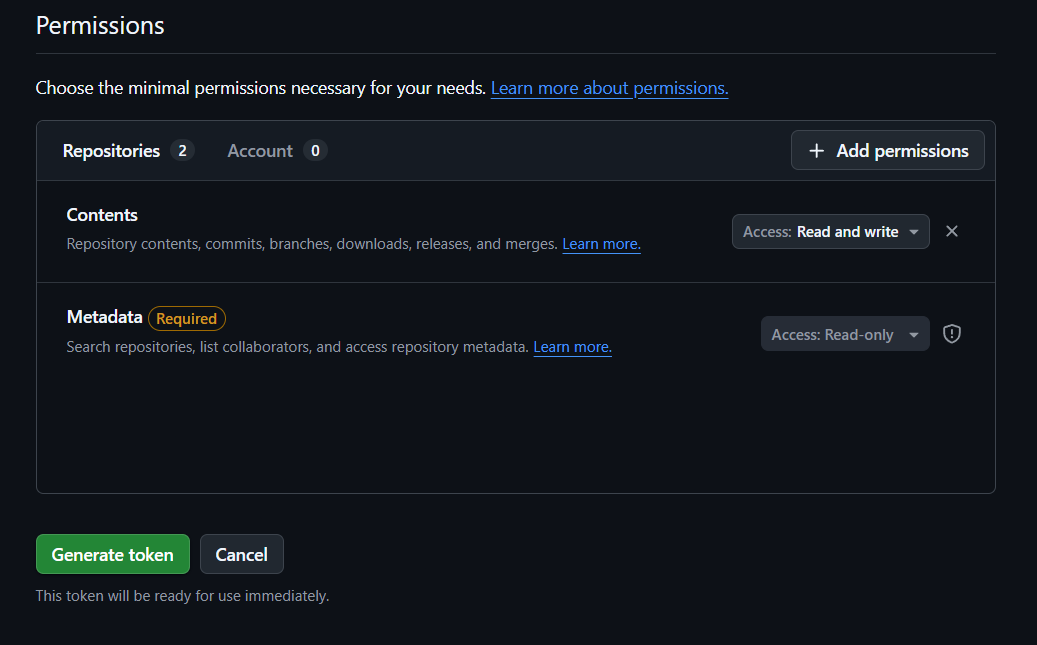 Permissions
Choose the minimal permissions necessary for your needs. Learn more about permissions.
Repositories 2 Account 0 + Add permissions
Contents
Repository contents, commits, branches, downloads, releases, and merges. Learn more.
Access: Read and write
Metadata Required
Search repositories, list collaborators, and access repository metadata. Learn more.
Access: Read-only
Generate token Cancel
This token will be ready for use immediately.